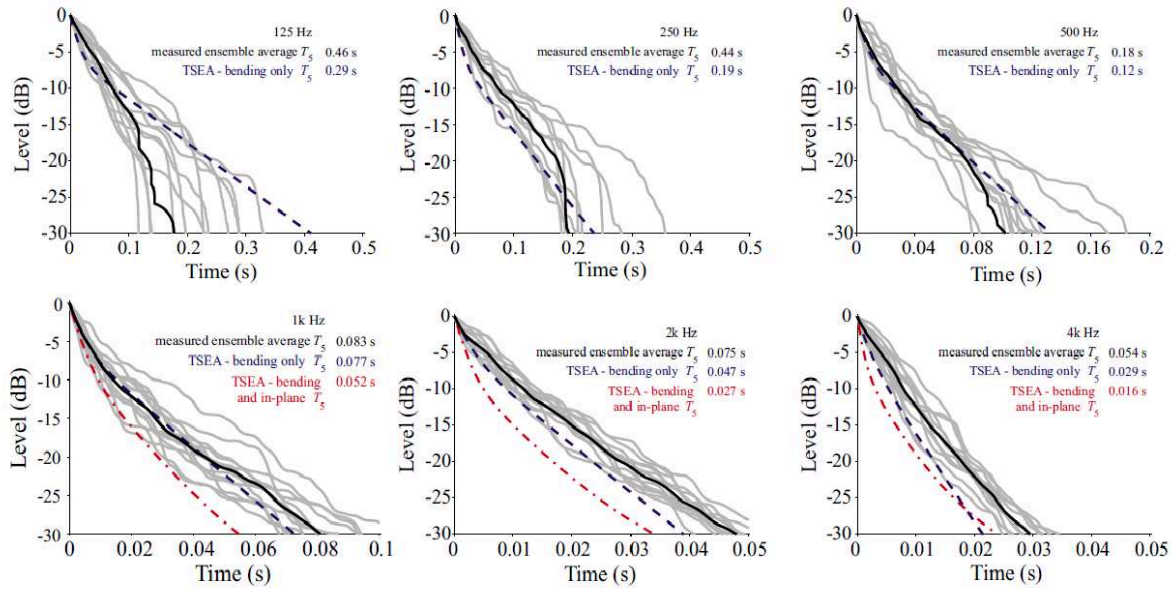 0
-5
-10
-15
-20
-25
-30
Level (dB)
0 0.1 0.2 0.3 0.4 0.5
Time (s)
125 Hz
measured ensemble average T5 0.46 s
TSEA - bending only T5 0.29 s
0
-5
-10
-15
-20
-25
-30
Level (dB)
0 0.1 0.2 0.3 0.4 0.5
Time (s)
250 Hz
measured ensemble average T5 0.44 s
TSEA - bending only T5 0.19 s
0
-5
-10
-15
-20
-25
-30
Level (dB)
0 0.04 0.08 0.12 0.16 0.2
Time (s)
500 Hz
measured ensemble average T5 0.18 s
TSEA - bending only T5 0.12 s
0
-5
-10
-15
-20
-25
-30
Level (dB)
0 0.02 0.04 0.06 0.08 0.1
Time (s)
1k Hz
measured ensemble average T5 0.083 s
TSEA - bending only T5 0.077 s
TSEA - bending 0.052 s
and in-plane T5
0
-5
-10
-15
-20
-25
-30
Level (dB)
0 0.01 0.02 0.03 0.04 0.05
Time (s)
2k Hz
measured ensemble average T5 0.075 s
TSEA - bending only T5 0.047 s
TSEA - bending 0.027 s
and in-plane T5
0
-5
-10
-15
-20
-25
-30
Level (dB)
0 0.01 0.02 0.03 0.04 0.05
Time (s)
4k Hz
measured ensemble average T5 0.054 s
TSEA - bending only T5 0.029 s
TSEA - bending 0.016 s
and in-plane T5